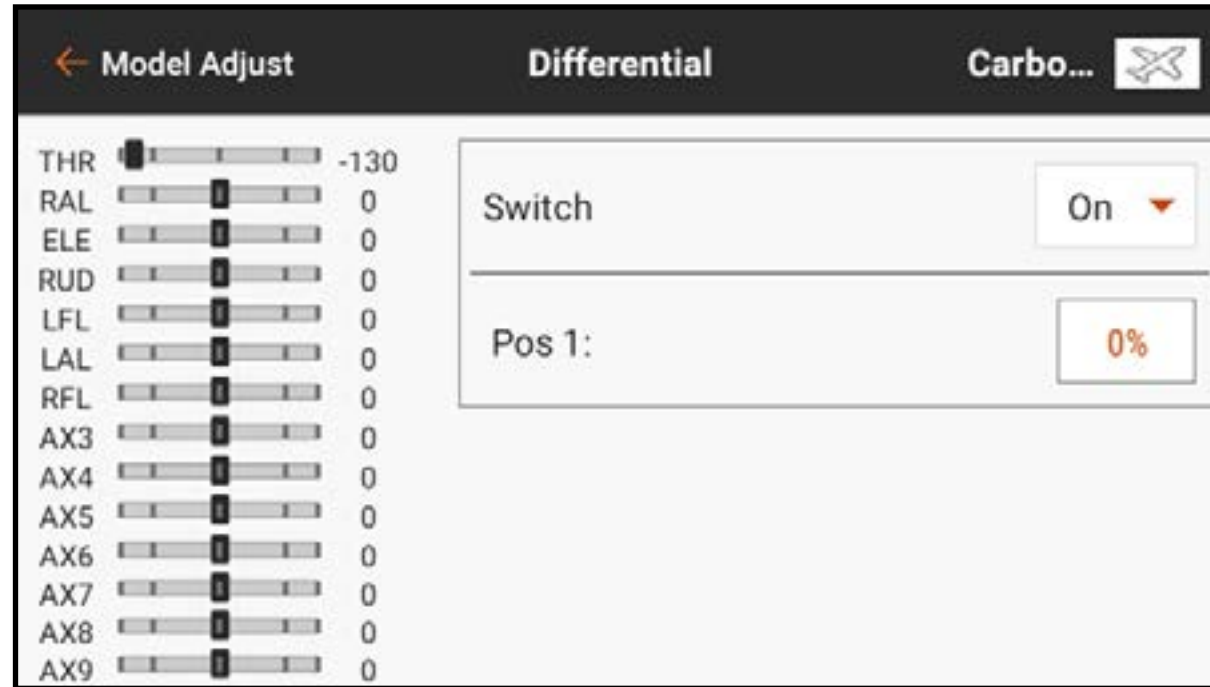 ← Model Adjust Differential Carbo...
THR -130
RAL 0
ELE 0
RUD 0
LFL 0
LAL 0
RFL 0
AX3 0
AX4 0
AX5 0
AX6 0
AX7 0
AX8 0
AX9 0
Switch On
Pos 1: 0%